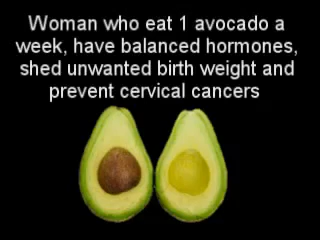 Woman who eat 1 avocado a
week, have balanced hormones,
shed unwanted birth weight and
prevent cervical cancers